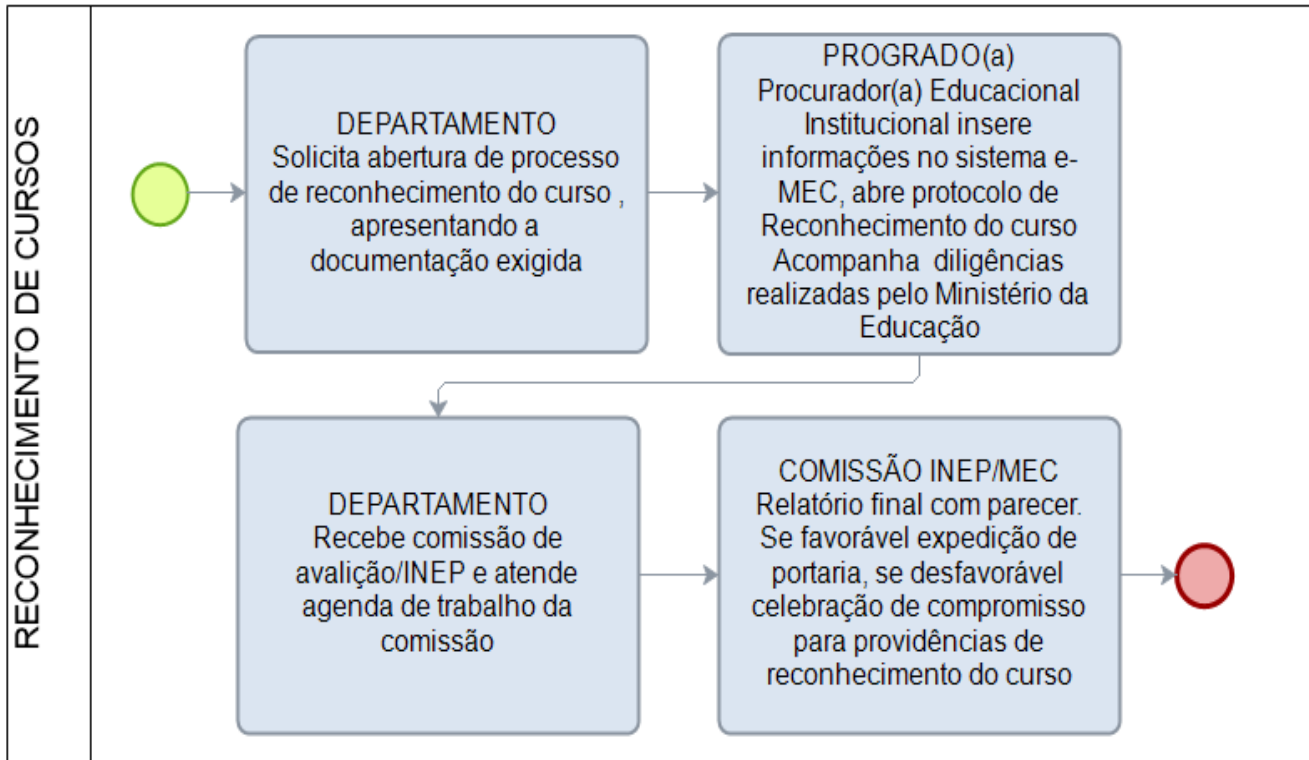 RECONHECIMENTO DE CURSOS
DEPARTAMENTO
Solicita abertura de processo
de reconhecimento do curso ,
apresentando a
documentação exigida
PROGRADO(a)
Procurador(a) Educacional
Institucional insere
informações no sistema e-
MEC, abre protocolo de
Reconhecimento do curso
Acompanha diligências
realizadas pelo Ministério da
Educação
DEPARTAMENTO
Recebe comissão de
avalição/INEP e atende
agenda de trabalho da
comissão
COMISSÃO INEP/MEC
Relatório final com parecer.
Se favorável expedição de
portaria, se desfavorável
celebração de compromisso
para providências de
reconhecimento do curso